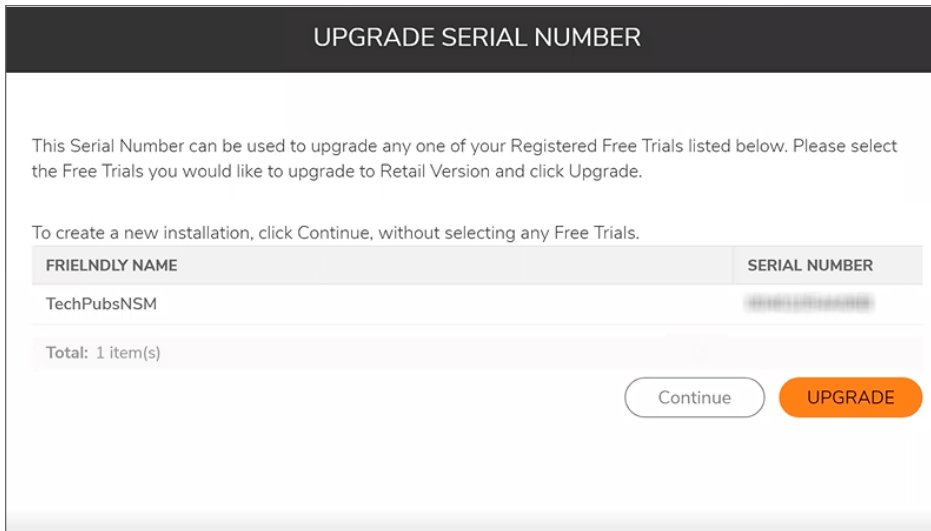 UPGRADE SERIAL NUMBER
This Serial Number can be used to upgrade any one of your Registered Free Trials listed below. Please select
the Free Trials you would like to upgrade to Retail Version and click Upgrade.
To create a new installation, click Continue, without selecting any Free Trials.
FRIELNDLY NAME SERIAL NUMBER
TechPubsNSM
Total: 1 item(s)
Continue UPGRADE